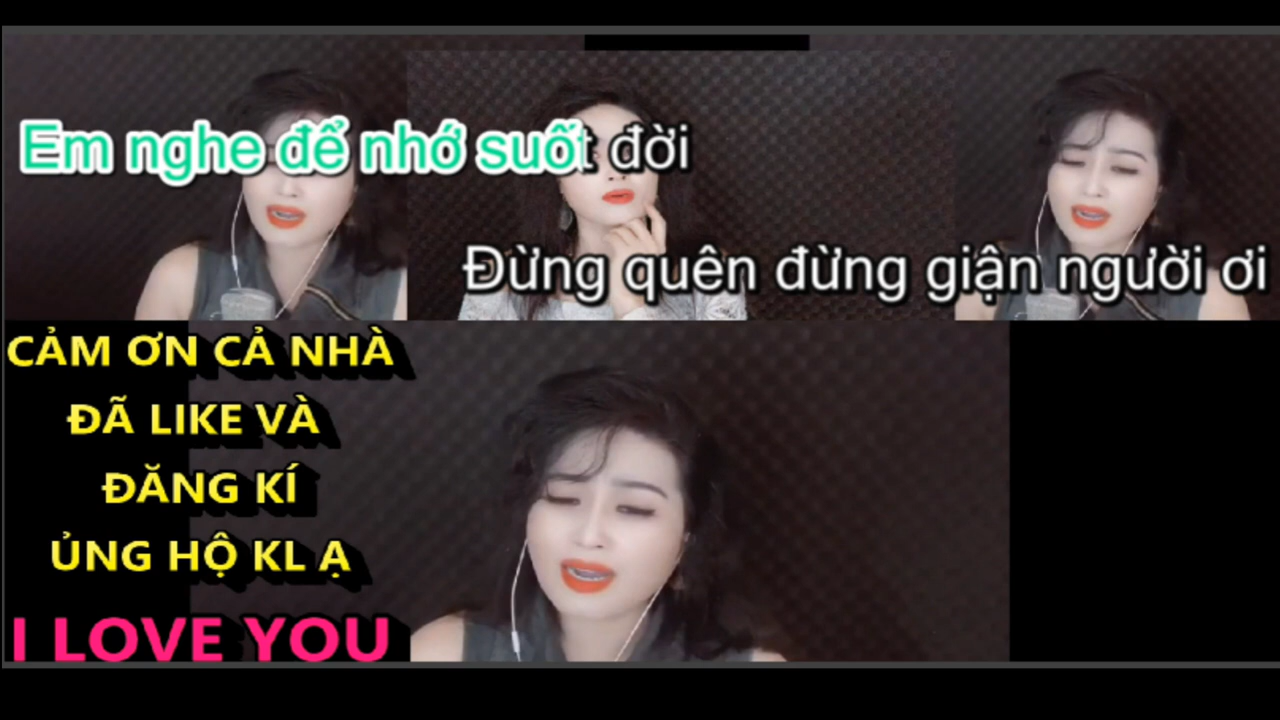 Em nghe để nhớ suốt đời
Đừng quên đừng giận người ơi
CẢM ƠN CẢ NHÀ
ĐÃ LIKE VÀ
ĐĂNG KÍ
ỦNG HỘ KL Ạ
I LOVE YOU